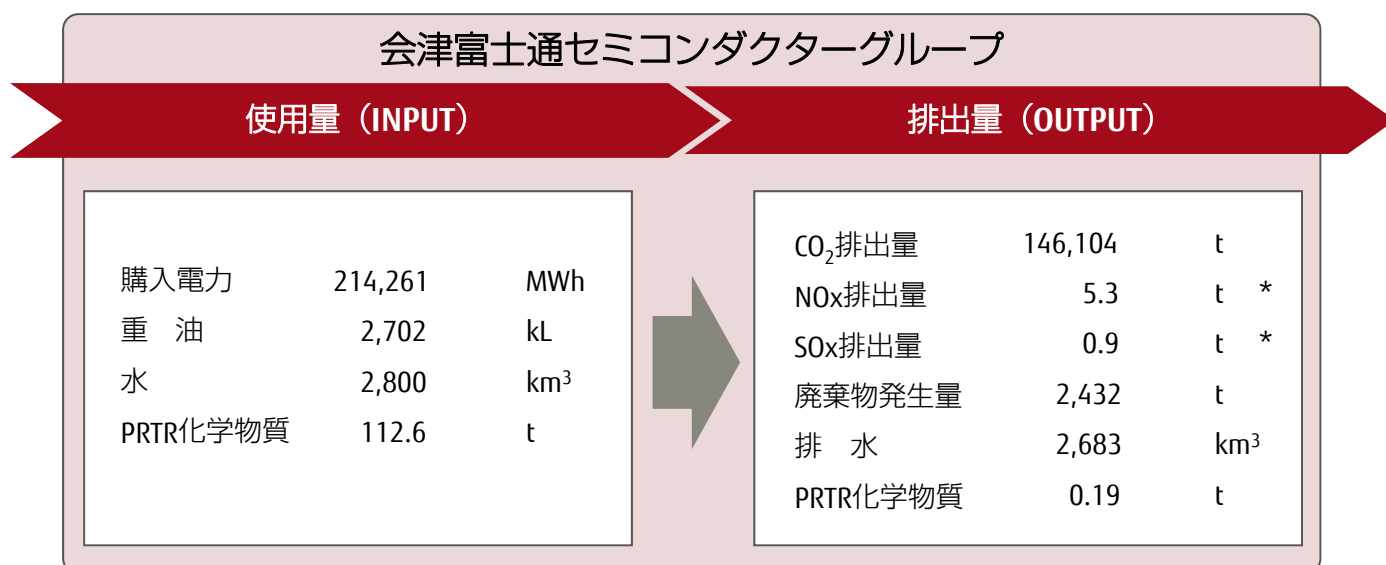 会津富士通セミコンダクターグループ
使用量（INPUT）
排出量（OUTPUT）
購入電力 214,261 MWh
重　油 2,702 kL
水 2,800 km³
PRTR化学物質 112.6 t
CO₂排出量 146,104 t
NOx排出量 5.3 t *
SOx排出量 0.9 t *
廃棄物発生量 2,432 t
排　水 2,683 km³
PRTR化学物質 0.19 t